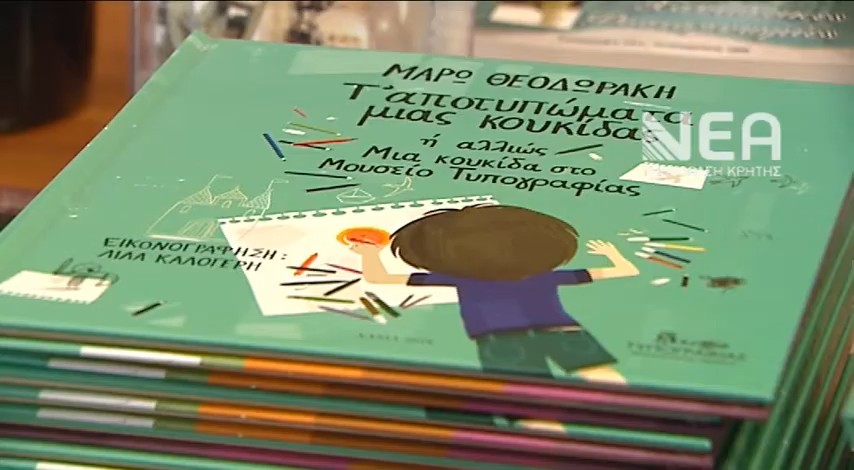 ΜΑΡΩ ΘΕΟΔΩΡΑΚΗ
Τ'αποτυπώματα
μιας κουκίδας
ή αλλιώς
Μια κουκίδα στο
Μουσείο Τυπογραφίας
ΕΙΚΟΝΟΓΡΑΦΗΣΗ:
ΛΙΛΑ ΚΑΛΟΓΕΡΗ
ΝΕΑ
ΚΡΗΤΗΣ